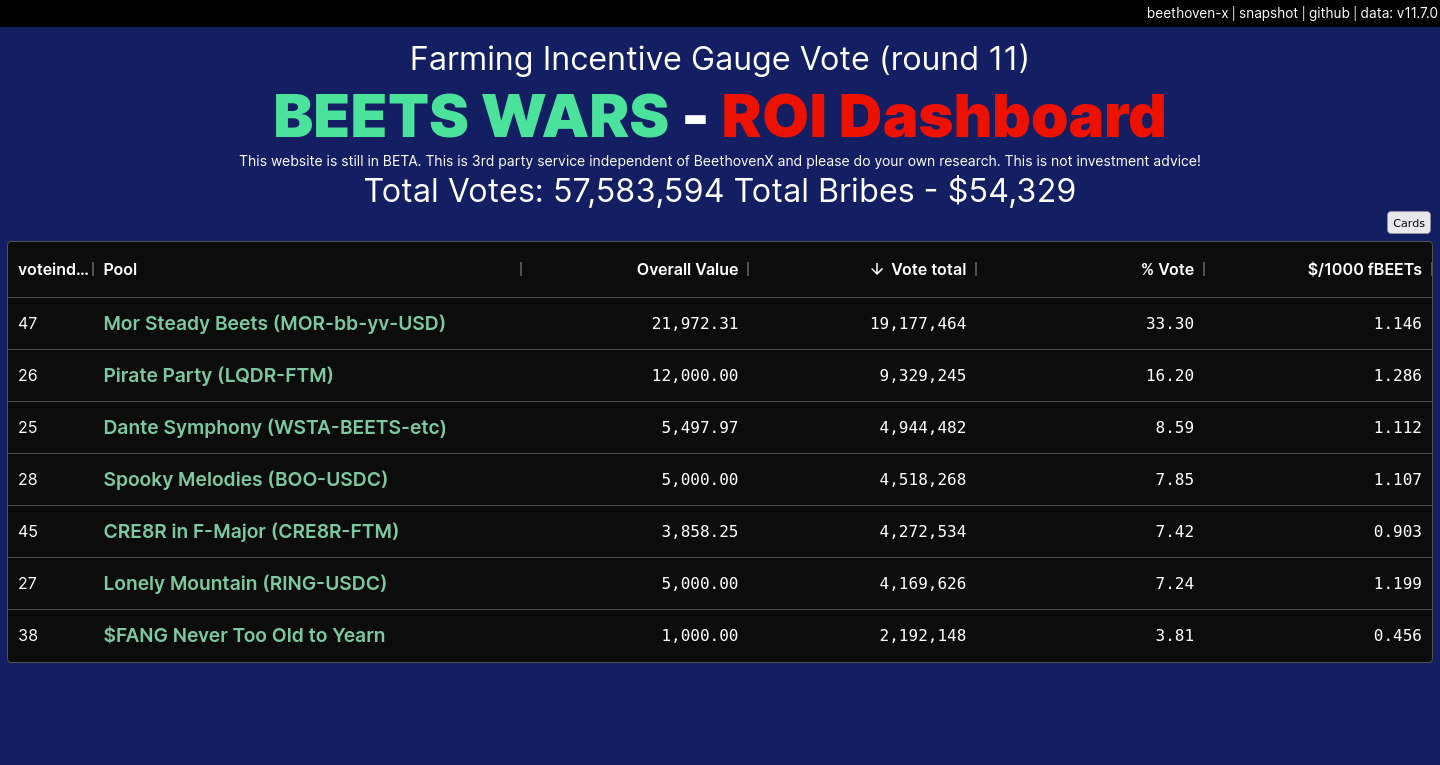 beethoven-x | snapshot | github | data: v11.7.0
Farming Incentive Gauge Vote (round 11)
BEETS WARS - ROI Dashboard
This website is still in BETA. This is 3rd party service independent of BeethovenX and please do your own research. This is not investment advice!
Total Votes: 57,583,594 Total Bribes - $54,329
Cards
voteind... Pool Overall Value ↓ Vote total % Vote $/1000 fBEETs
47 Mor Steady Beets (MOR-bb-yv-USD) 21,972.31 19,177,464 33.30 1.146
26 Pirate Party (LQDR-FTM) 12,000.00 9,329,245 16.20 1.286
25 Dante Symphony (WSTA-BEETS-etc) 5,497.97 4,944,482 8.59 1.112
28 Spooky Melodies (BOO-USDC) 5,000.00 4,518,268 7.85 1.107
45 CRE8R in F-Major (CRE8R-FTM) 3,858.25 4,272,534 7.42 0.903
27 Lonely Mountain (RING-USDC) 5,000.00 4,169,626 7.24 1.199
38 $FANG Never Too Old to Yearn 1,000.00 2,192,148 3.81 0.456